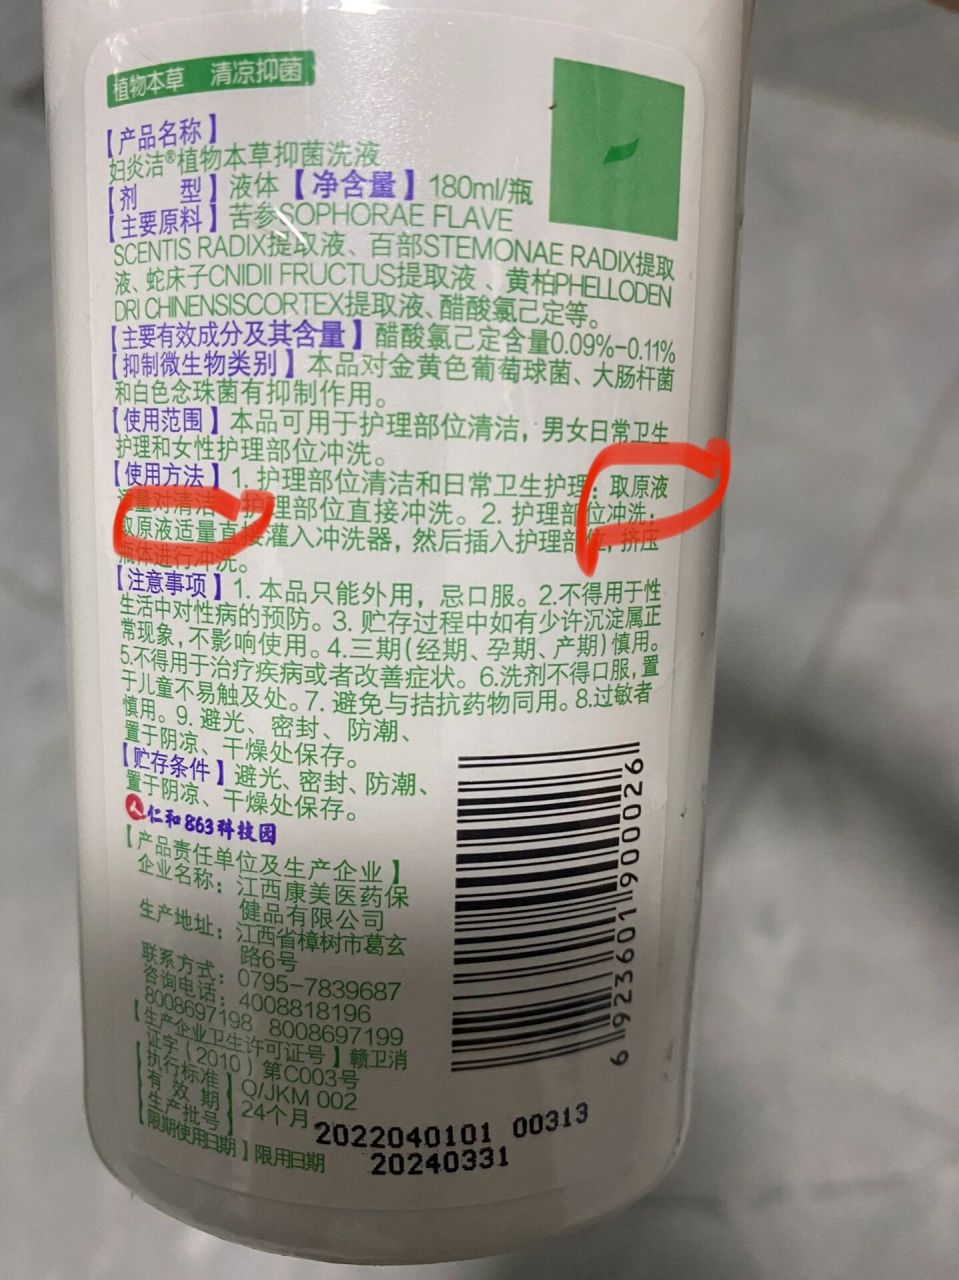 植物本草 清凉抑菌
【产品名称】
妇炎洁®植物本草抑菌洗液
【剂 型】液体【净含量】180ml/瓶
【主要原料】苦参SOPHORAE FLAVE
SCENTIS RADIX提取液、百部STEMONAE RADIX提取
液、蛇床子CNIDII FRUCTUS提取液、黄柏PHELLODEN
DRI CHINENSISCORTEX提取液、醋酸氯己定等。
【主要有效成分及其含量】醋酸氯己定含量0.09%-0.11%
【抑制微生物类别】本品对金黄色葡萄球菌、大肠杆菌
和白色念珠菌有抑制作用。
【使用范围】本品可用于护理部位清洁，男女日常卫生
护理和女性护理部位冲洗。
【使用方法】1. 护理部位清洁和日常卫生护理：取原液
适量对清洁 护理部位直接冲洗。2. 护理部位冲洗：
取原液适量直接灌入冲洗器，然后插入护理部位，挤压
液体进行冲洗。
【注意事项】1. 本品只能外用，忌口服。2.不得用于性
生活中对性病的预防。3. 贮存过程中如有少许沉淀属正
常现象，不影响使用。4.三期(经期、孕期、产期)慎用。
5.不得用于治疗疾病或者改善症状。6.洗剂不得口服，置
于儿童不易触及处。7. 避免与拮抗药物同用。8.过敏者
慎用。9. 避光、密封、防潮、
置于阴凉、干燥处保存。
【贮存条件】避光、密封、防潮、
置于阴凉、干燥处保存。
仁和863科技园
【产品责任单位及生产企业】
企业名称：江西康美医药保
健品有限公司
生产地址：江西省樟树市葛玄
路6号
联系方式：0795-7839687
咨询电话：4008818196
8008697198 8008697199
【生产企业卫生许可证号】赣卫消
证字(2010)第C003号
【执行标准】Q/JKM 002
【有效期】24个月
【生产批号】2022040101 00313
【限期使用日期】限用日期 20240331
6923601900026